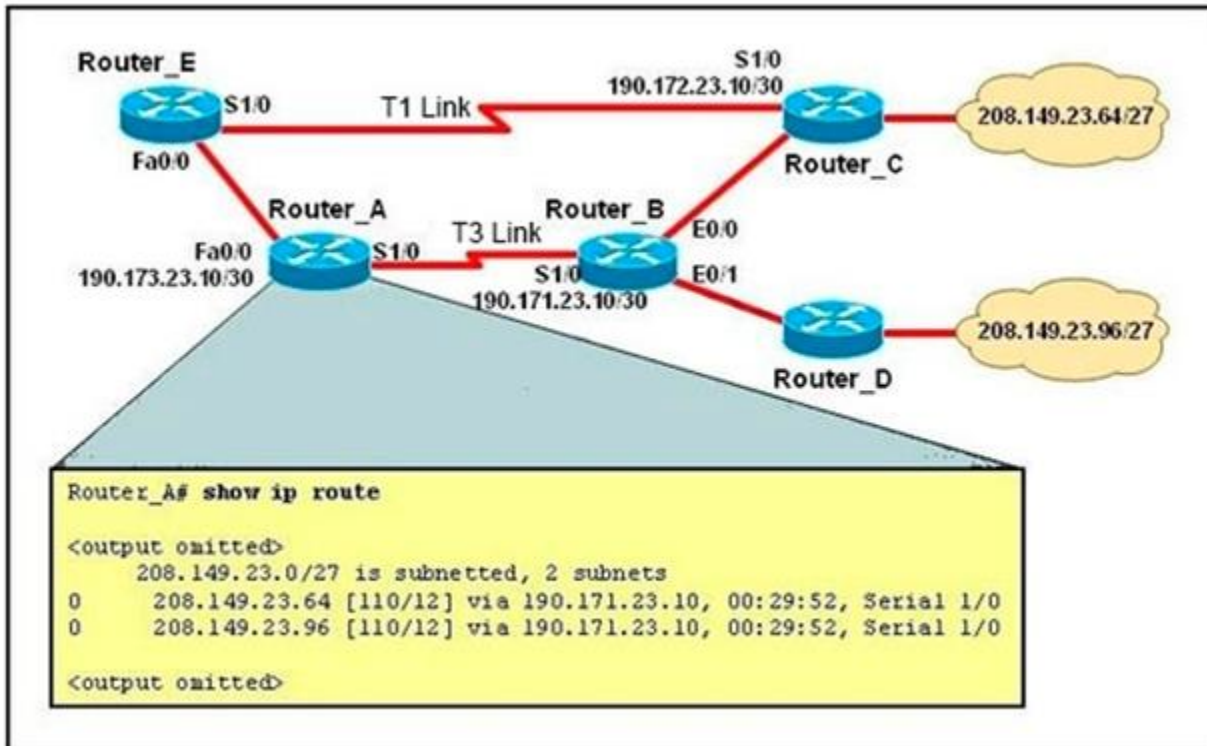 Router_E
S1/0
Fa0/0
T1 Link
S1/0
190.172.23.10/30
Router_C
208.149.23.64/27
Router_A
Fa0/0
190.173.23.10/30
S1/0
T3 Link
Router_B
E0/0
S1/0
190.171.23.10/30
E0/1
Router_D
208.149.23.96/27
Router_A# show ip route
<output omitted>
208.149.23.0/27 is subnetted, 2 subnets
O 208.149.23.64 [110/12] via 190.171.23.10, 00:29:52, Serial 1/0
O 208.149.23.96 [110/12] via 190.171.23.10, 00:29:52, Serial 1/0
<output omitted>